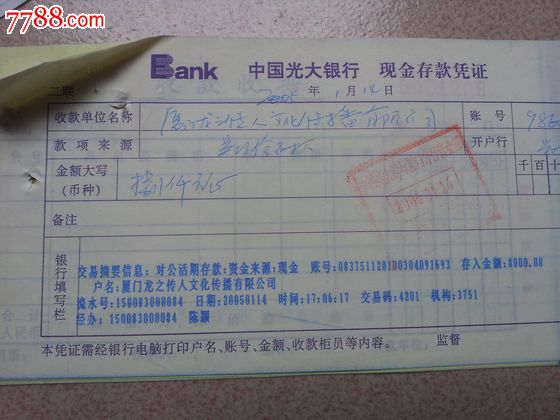 7788.com
Bank 中国光大银行 现金存款凭证
二联 收款收
2005 年 1 月 14 日
收款单位名称 厦门龙之传人文化传播有限公司 账号 986
款项来源 开户行
金额大写 捌仟元正 千百十
(币种)
备注
银行填写栏
交易摘要信息: 对公活期存款:资金来源:现金 账号:083751120100304091693 存入金额:8000.00
户名:厦门龙之传人文化传播有限公司
流水号:150083000084 日期:20050114 时间:17:06:17 交易码:4201 机构:3751
经办:150083000084 陈颖
本凭证需经银行电脑打印户名、账号、金额、收款柜员等内容。 监督